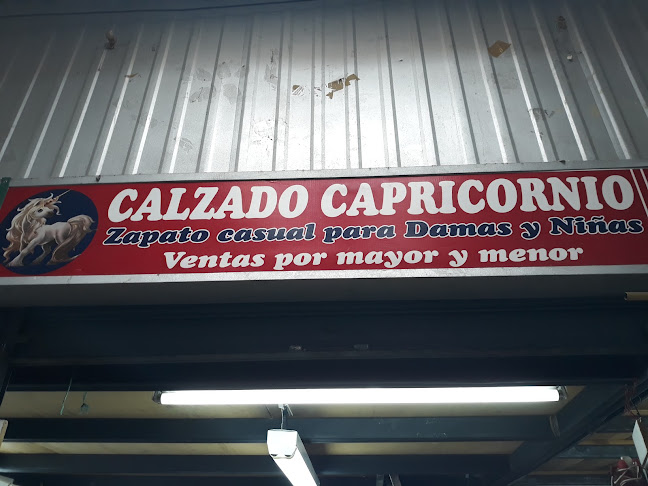 CALZADO CAPRICORNIO
Zapato casual para Damas y Niñas
Ventas por mayor y menor